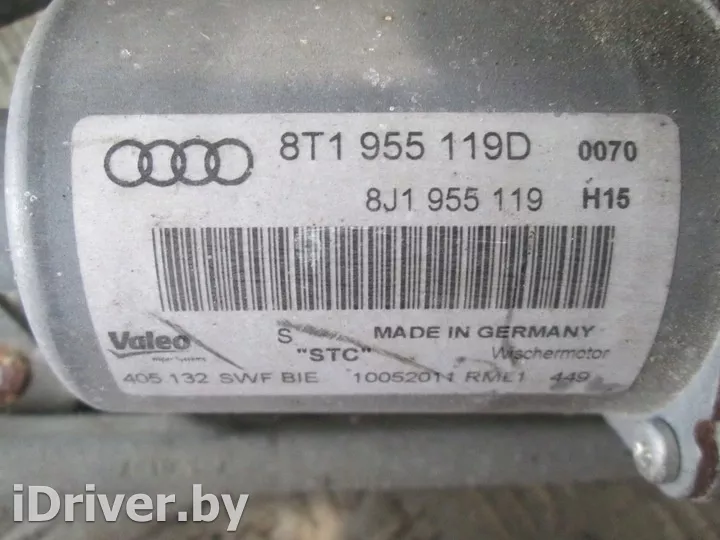 8T1 955 119D 0070
8J1 955 119 H15
Valeo S MADE IN GERMANY
"STC" Wischermotor
405.132 SWF BIE 10052011 RML1 449
iDriver.by